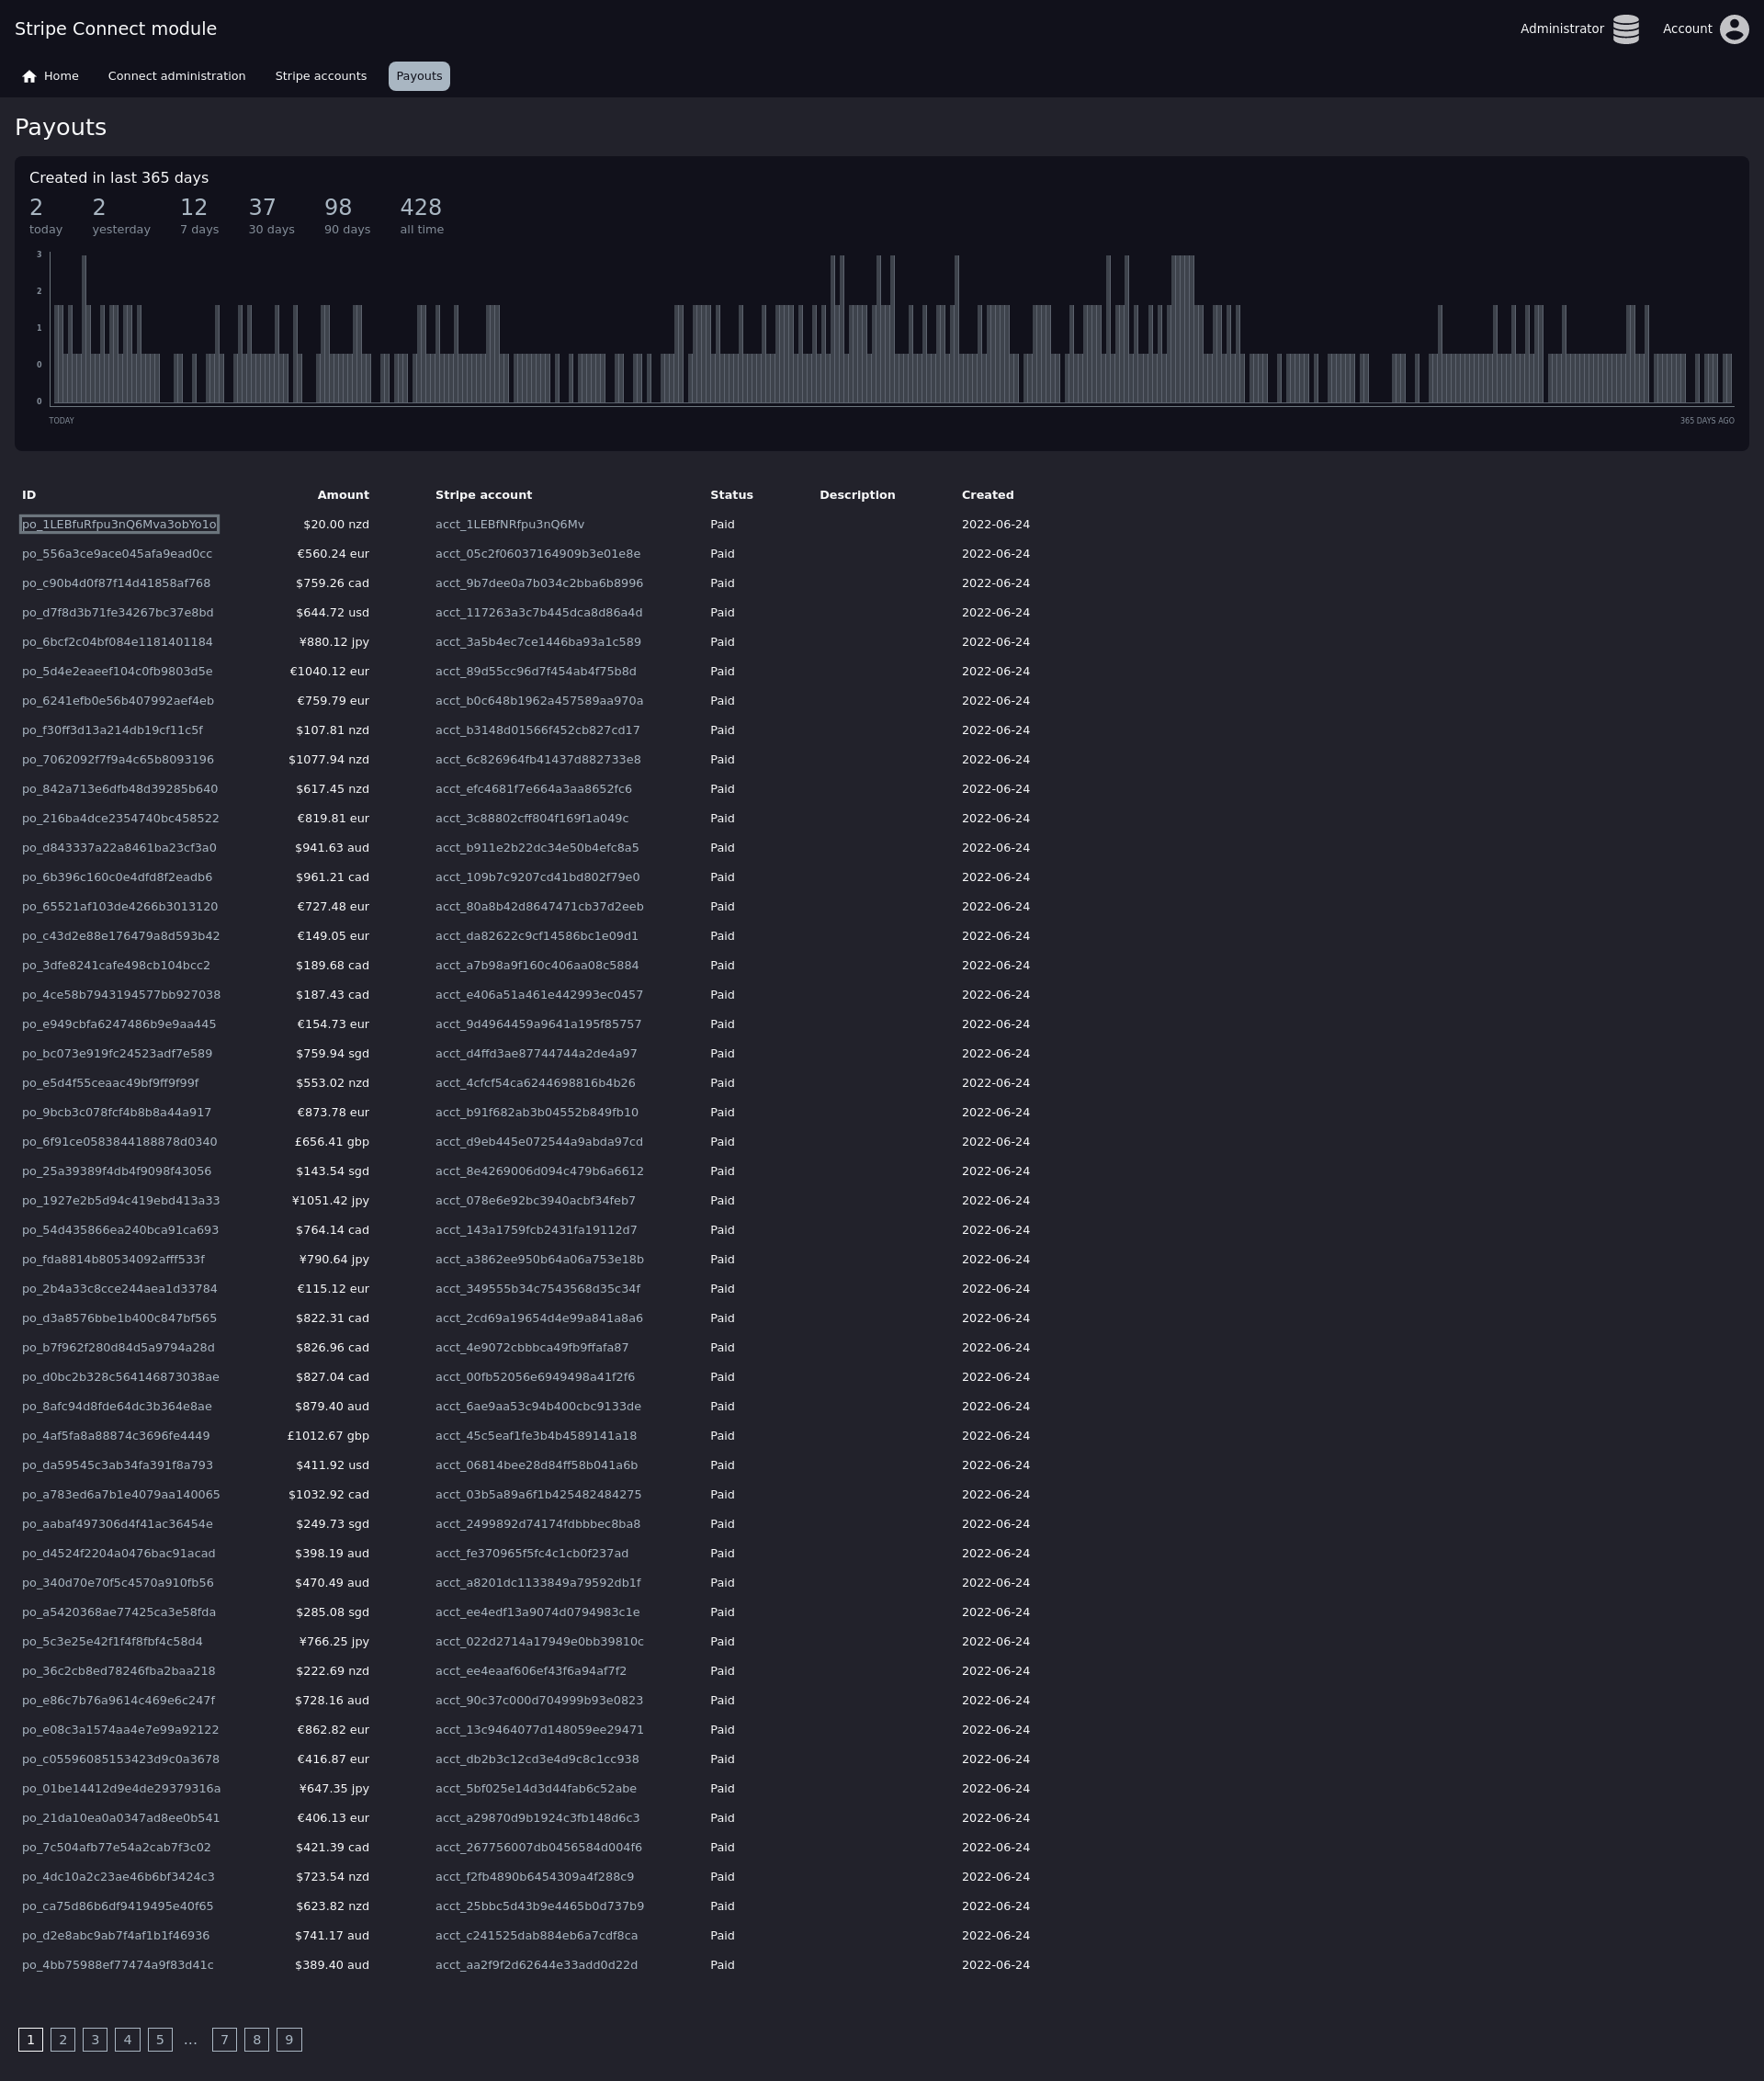 Stripe Connect module
Administrator
Account
Home
Connect administration
Stripe accounts
Payouts
Payouts
Created in last 365 days
2 2 12 37 98 428
today yesterday 7 days 30 days 90 days all time
3
2
1
0
0
TODAY 365 DAYS AGO
ID Amount Stripe account Status Description Created
po_1LEBfuRfpu3nQ6Mva3obYo1o $20.00 nzd acct_1LEBfNRfpu3nQ6Mv Paid 2022-06-24
po_556a3ce9ace045afa9ead0cc €560.24 eur acct_05c2f06037164909b3e01e8e Paid 2022-06-24
po_c90b4d0f87f14d41858af768 $759.26 cad acct_9b7dee0a7b034c2bba6b8996 Paid 2022-06-24
po_d7f8d3b71fe34267bc37e8bd $644.72 usd acct_117263a3c7b445dca8d86a4d Paid 2022-06-24
po_6bcf2c04bf084e1181401184 ¥880.12 jpy acct_3a5b4ec7ce1446ba93a1c589 Paid 2022-06-24
po_5d4e2eaeef104c0fb9803d5e €1040.12 eur acct_89d55cc96d7f454ab4f75b8d Paid 2022-06-24
po_6241efb0e56b407992aef4eb €759.79 eur acct_b0c648b1962a457589aa970a Paid 2022-06-24
po_f30ff3d13a214db19cf11c5f $107.81 nzd acct_b3148d01566f452cb827cd17 Paid 2022-06-24
po_7062092f7f9a4c65b8093196 $1077.94 nzd acct_6c826964fb41437d882733e8 Paid 2022-06-24
po_842a713e6dfb48d39285b640 $617.45 nzd acct_efc4681f7e664a3aa8652fc6 Paid 2022-06-24
po_216ba4dce2354740bc458522 €819.81 eur acct_3c88802cff804f169f1a049c Paid 2022-06-24
po_d843337a22a8461ba23cf3a0 $941.63 aud acct_b911e2b22dc34e50b4efc8a5 Paid 2022-06-24
po_6b396c160c0e4dfd8f2eadb6 $961.21 cad acct_109b7c9207cd41bd802f79e0 Paid 2022-06-24
po_65521af103de4266b3013120 €727.48 eur acct_80a8b42d8647471cb37d2eeb Paid 2022-06-24
po_c43d2e88e176479a8d593b42 €149.05 eur acct_da82622c9cf14586bc1e09d1 Paid 2022-06-24
po_3dfe8241cafe498cb104bcc2 $189.68 cad acct_a7b98a9f160c406aa08c5884 Paid 2022-06-24
po_4ce58b7943194577bb927038 $187.43 cad acct_e406a51a461e442993ec0457 Paid 2022-06-24
po_e949cbfa6247486b9e9aa445 €154.73 eur acct_9d4964459a9641a195f85757 Paid 2022-06-24
po_bc073e919fc24523adf7e589 $759.94 sgd acct_d4ffd3ae87744744a2de4a97 Paid 2022-06-24
po_e5d4f55ceaac49bf9ff9f99f $553.02 nzd acct_4cfcf54ca6244698816b4b26 Paid 2022-06-24
po_9bcb3c078fcf4b8b8a44a917 €873.78 eur acct_b91f682ab3b04552b849fb10 Paid 2022-06-24
po_6f91ce0583844188878d0340 £656.41 gbp acct_d9eb445e072544a9abda97cd Paid 2022-06-24
po_25a39389f4db4f9098f43056 $143.54 sgd acct_8e4269006d094c479b6a6612 Paid 2022-06-24
po_1927e2b5d94c419ebd413a33 ¥1051.42 jpy acct_078e6e92bc3940acbf34feb7 Paid 2022-06-24
po_54d435866ea240bca91ca693 $764.14 cad acct_143a1759fcb2431fa19112d7 Paid 2022-06-24
po_fda8814b80534092afff533f ¥790.64 jpy acct_a3862ee950b64a06a753e18b Paid 2022-06-24
po_2b4a33c8cce244aea1d33784 €115.12 eur acct_349555b34c7543568d35c34f Paid 2022-06-24
po_d3a8576bbe1b400c847bf565 $822.31 cad acct_2cd69a19654d4e99a841a8a6 Paid 2022-06-24
po_b7f962f280d84d5a9794a28d $826.96 cad acct_4e9072cbbbca49fb9ffafa87 Paid 2022-06-24
po_d0bc2b328c564146873038ae $827.04 cad acct_00fb52056e6949498a41f2f6 Paid 2022-06-24
po_8afc94d8fde64dc3b364e8ae $879.40 aud acct_6ae9aa53c94b400cbc9133de Paid 2022-06-24
po_4af5fa8a88874c3696fe4449 £1012.67 gbp acct_45c5eaf1fe3b4b4589141a18 Paid 2022-06-24
po_da59545c3ab34fa391f8a793 $411.92 usd acct_06814bee28d84ff58b041a6b Paid 2022-06-24
po_a783ed6a7b1e4079aa140065 $1032.92 cad acct_03b5a89a6f1b425482484275 Paid 2022-06-24
po_aabaf497306d4f41ac36454e $249.73 sgd acct_2499892d74174fdbbbec8ba8 Paid 2022-06-24
po_d4524f2204a0476bac91acad $398.19 aud acct_fe370965f5fc4c1cb0f237ad Paid 2022-06-24
po_340d70e70f5c4570a910fb56 $470.49 aud acct_a8201dc1133849a79592db1f Paid 2022-06-24
po_a5420368ae77425ca3e58fda $285.08 sgd acct_ee4edf13a9074d0794983c1e Paid 2022-06-24
po_5c3e25e42f1f4f8fbf4c58d4 ¥766.25 jpy acct_022d2714a17949e0bb39810c Paid 2022-06-24
po_36c2cb8ed78246fba2baa218 $222.69 nzd acct_ee4eaaf606ef43f6a94af7f2 Paid 2022-06-24
po_e86c7b76a9614c469e6c247f $728.16 aud acct_90c37c000d704999b93e0823 Paid 2022-06-24
po_e08c3a1574aa4e7e99a92122 €862.82 eur acct_13c9464077d148059ee29471 Paid 2022-06-24
po_c05596085153423d9c0a3678 €416.87 eur acct_db2b3c12cd3e4d9c8c1cc938 Paid 2022-06-24
po_01be14412d9e4de29379316a ¥647.35 jpy acct_5bf025e14d3d44fab6c52abe Paid 2022-06-24
po_21da10ea0a0347ad8ee0b541 €406.13 eur acct_a29870d9b1924c3fb148d6c3 Paid 2022-06-24
po_7c504afb77e54a2cab7f3c02 $421.39 cad acct_267756007db0456584d004f6 Paid 2022-06-24
po_4dc10a2c23ae46b6bf3424c3 $723.54 nzd acct_f2fb4890b6454309a4f288c9 Paid 2022-06-24
po_ca75d86b6df9419495e40f65 $623.82 nzd acct_25bbc5d43b9e4465b0d737b9 Paid 2022-06-24
po_d2e8abc9ab7f4af1b1f46936 $741.17 aud acct_c241525dab884eb6a7cdf8ca Paid 2022-06-24
po_4bb75988ef77474a9f83d41c $389.40 aud acct_aa2f9f2d62644e33add0d22d Paid 2022-06-24
1 2 3 4 5 ... 7 8 9